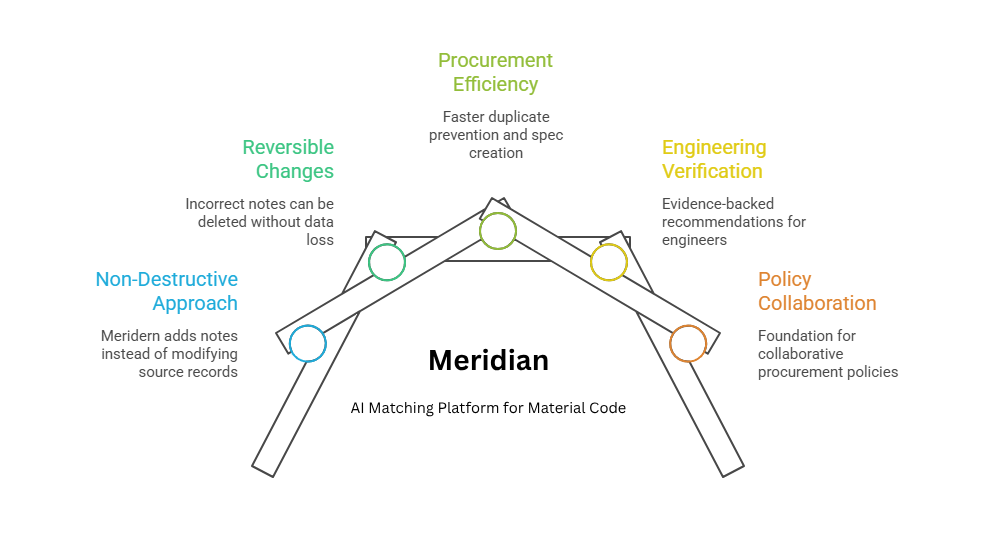 Procurement
Efficiency
Faster duplicate
prevention and spec
creation
Reversible
Changes
Incorrect notes can be
deleted without data
loss
Engineering
Verification
Evidence-backed
recommendations for
engineers
Non-Destructive
Approach
Meridern adds notes
instead of modifying
source records
Policy
Collaboration
Foundation for
collaborative
procurement policies
Meridian
AI Matching Platform for Material Code